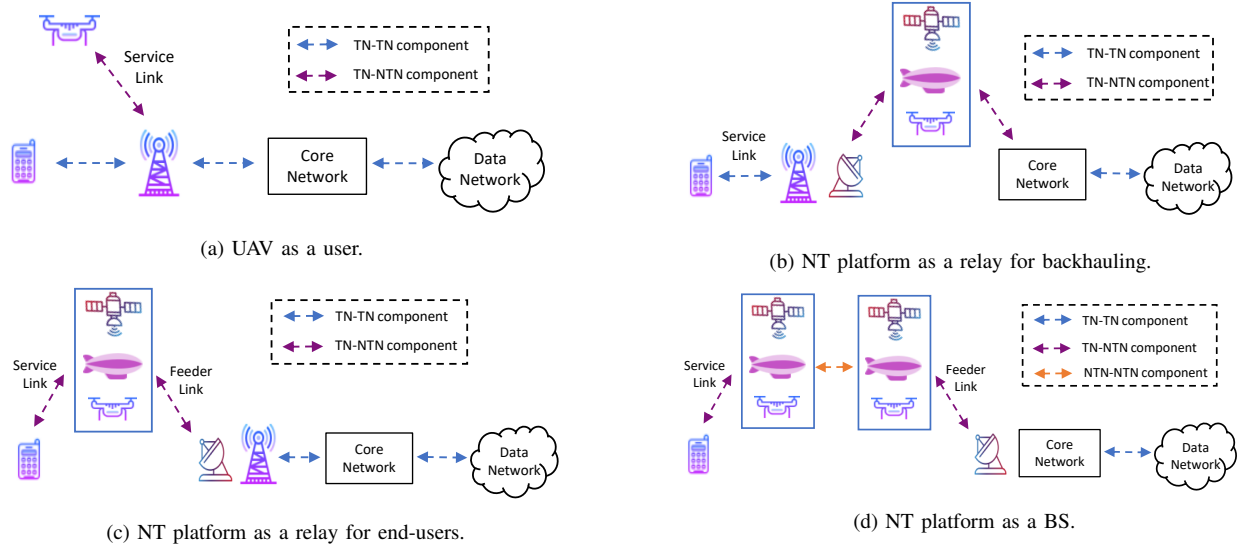 Service
Link
TN-TN component
TN-NTN component
Core
Network
Data
Network
(a) UAV as a user.
TN-TN component
TN-NTN component
Service
Link
Core
Network
Data
Network
(b) NT platform as a relay for backhauling.
TN-TN component
TN-NTN component
Service
Link
Feeder
Link
Core
Network
Data
Network
(c) NT platform as a relay for end-users.
TN-TN component
TN-NTN component
NTN-NTN component
Service
Link
Feeder
Link
Core
Network
Data
Network
(d) NT platform as a BS.